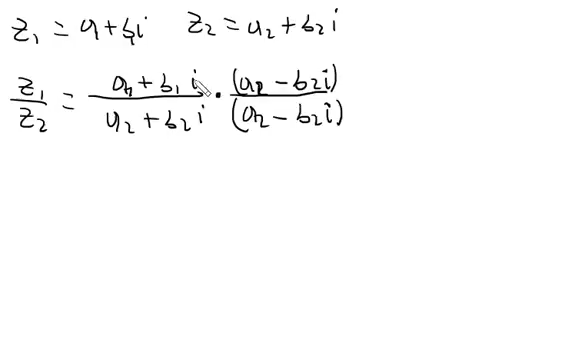 z₁ = a₁ + b₁i   z₂ = a₂ + b₂i
z₁/z₂ = (a₁ + b₁i)/(a₂ + b₂i) · (a₂ − b₂i)/(a₂ − b₂i)